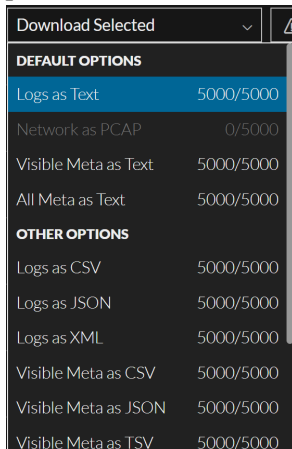 Download Selected
DEFAULT OPTIONS
Logs as Text 5000/5000
Network as PCAP 0/5000
Visible Meta as Text 5000/5000
All Meta as Text 5000/5000
OTHER OPTIONS
Logs as CSV 5000/5000
Logs as JSON 5000/5000
Logs as XML 5000/5000
Visible Meta as CSV 5000/5000
Visible Meta as JSON 5000/5000
Visible Meta as TSV 5000/5000